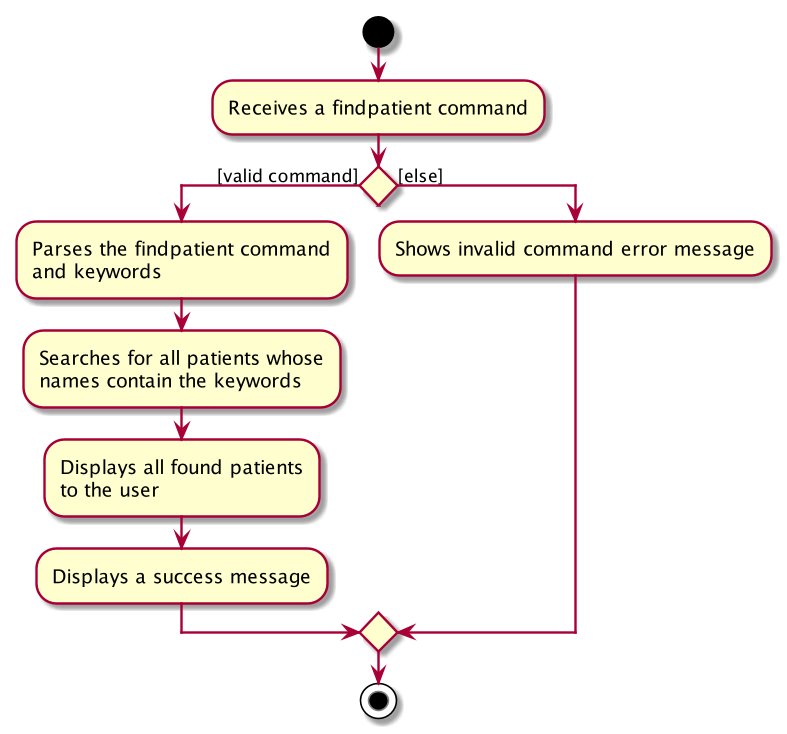 Receives a findpatient command
[valid command]
[else]
Parses the findpatient command
and keywords
Shows invalid command error message
Searches for all patients whose
names contain the keywords
Displays all found patients
to the user
Displays a success message